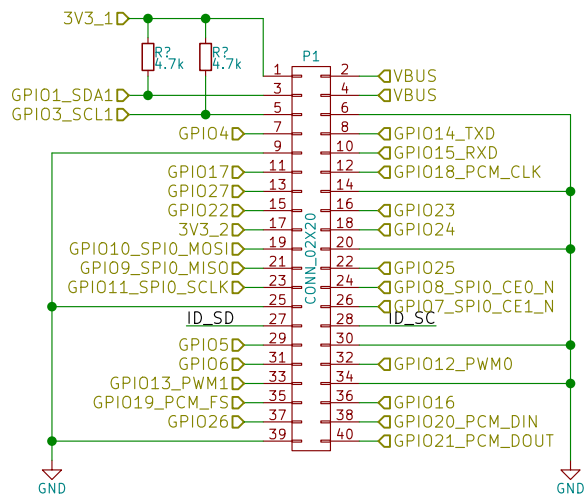 3V3_1
R?
4.7k
R?
4.7k
P1
1 2 VBUS
GPIO1_SDA1 3 4 VBUS
GPIO3_SCL1 5 6
GPIO4 7 8 GPIO14_TXD
9 10 GPIO15_RXD
GPIO17 11 12 GPIO18_PCM_CLK
GPIO27 13 14
GPIO22 15 16 GPIO23
3V3_2 17 18 GPIO24
GPIO10_SPI0_MOSI 19 20
GPIO9_SPI0_MISO 21 22 GPIO25
GPIO11_SPI0_SCLK 23 24 GPIO8_SPI0_CE0_N
25 26 GPIO7_SPI0_CE1_N
ID_SD 27 28 ID_SC
GPIO5 29 30
GPIO6 31 32 GPIO12_PWM0
GPIO13_PWM1 33 34
GPIO19_PCM_FS 35 36 GPIO16
GPIO26 37 38 GPIO20_PCM_DIN
39 40 GPIO21_PCM_DOUT
CONN_02X20
GND
GND